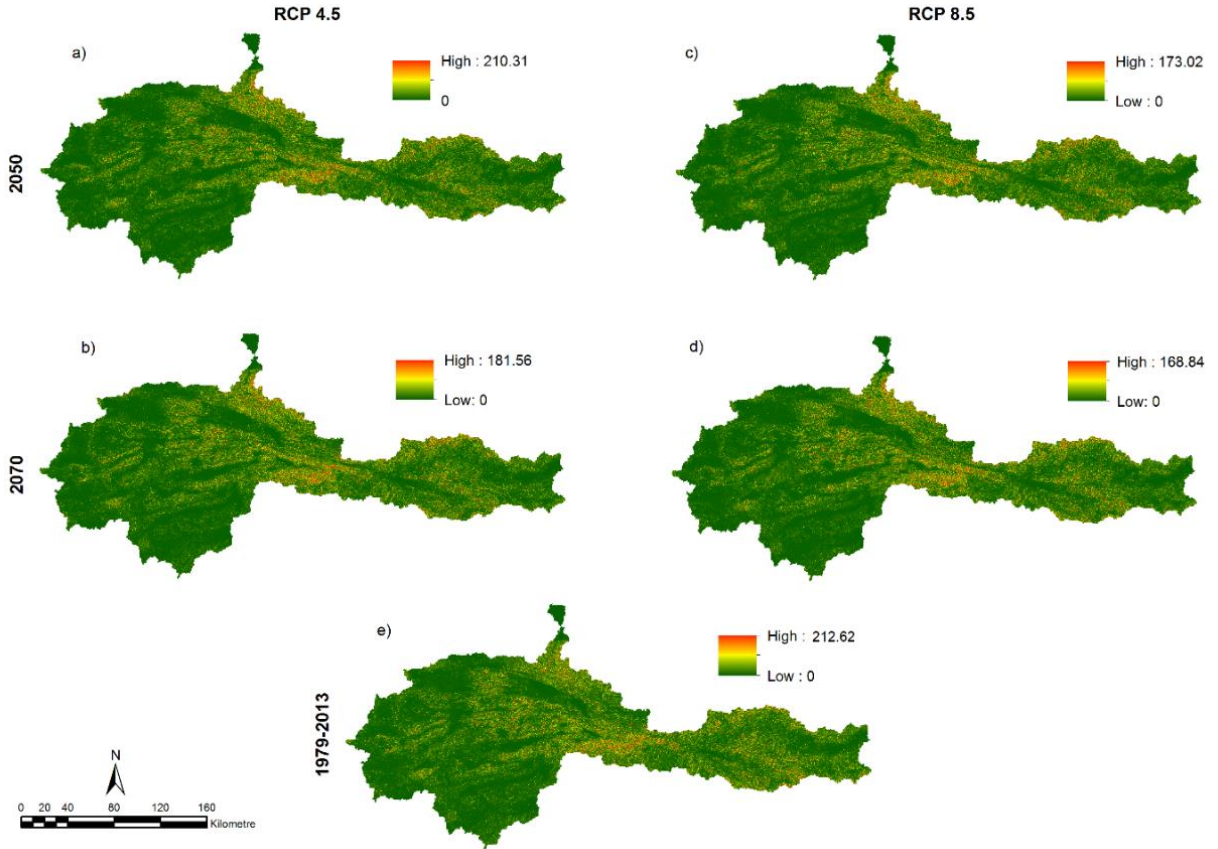 RCP 4.5
RCP 8.5
2050
a)
High : 210.31
0
c)
High : 173.02
Low : 0
2070
b)
High : 181.56
Low: 0
d)
High : 168.84
Low: 0
1979-2013
e)
High : 212.62
Low : 0
N
0 20 40 80 120 160
Kilometre